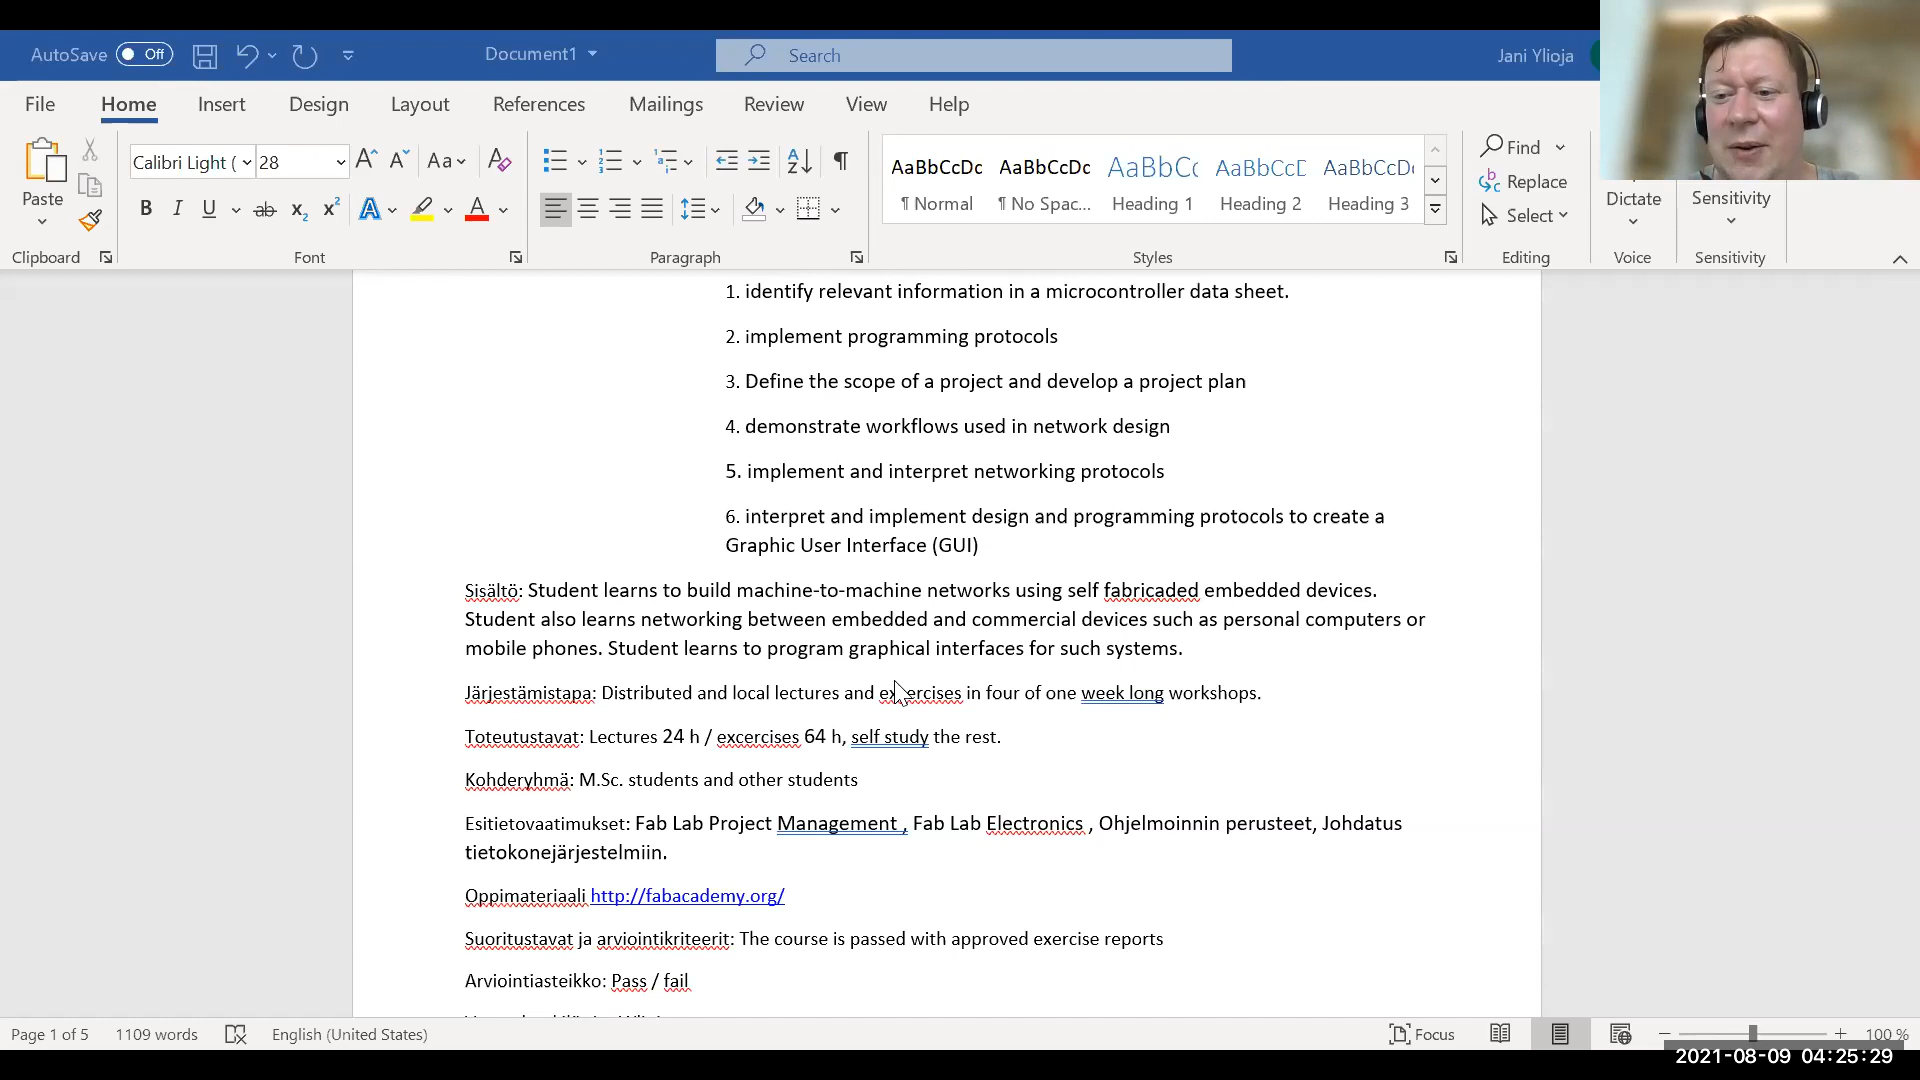 AutoSave Off Document1 Search Jani Ylioja
File Home Insert Design Layout References Mailings Review View Help
Calibri Light ( 28 Aa AaBbCcDc AaBbCcDc AaBbCc AaBbCcD AaBbCcD Find
Paste Replace Dictate Sensitivity
B I U ab x2 x2 A A ¶ Normal ¶ No Spac... Heading 1 Heading 2 Heading 3 Select
Clipboard Font Paragraph Styles Editing Voice Sensitivity
1. identify relevant information in a microcontroller data sheet.
2. implement programming protocols
3. Define the scope of a project and develop a project plan
4. demonstrate workflows used in network design
5. implement and interpret networking protocols
6. interpret and implement design and programming protocols to create a
Graphic User Interface (GUI)
Sisältö: Student learns to build machine-to-machine networks using self fabricaded embedded devices.
Student also learns networking between embedded and commercial devices such as personal computers or
mobile phones. Student learns to program graphical interfaces for such systems.
Järjestämistapa: Distributed and local lectures and exercises in four of one week long workshops.
Toteutustavat: Lectures 24 h / excercises 64 h, self study the rest.
Kohderyhmä: M.Sc. students and other students
Esitietovaatimukset: Fab Lab Project Management , Fab Lab Electronics , Ohjelmoinnin perusteet, Johdatus
tietokonejärjestelmiin.
Oppimateriaali http://fabacademy.org/
Suoritustavat ja arviointikriteerit: The course is passed with approved exercise reports
Arviointiasteikko: Pass / fail
Page 1 of 5 1109 words English (United States) Focus 100 %
2021-08-09 04:25:29